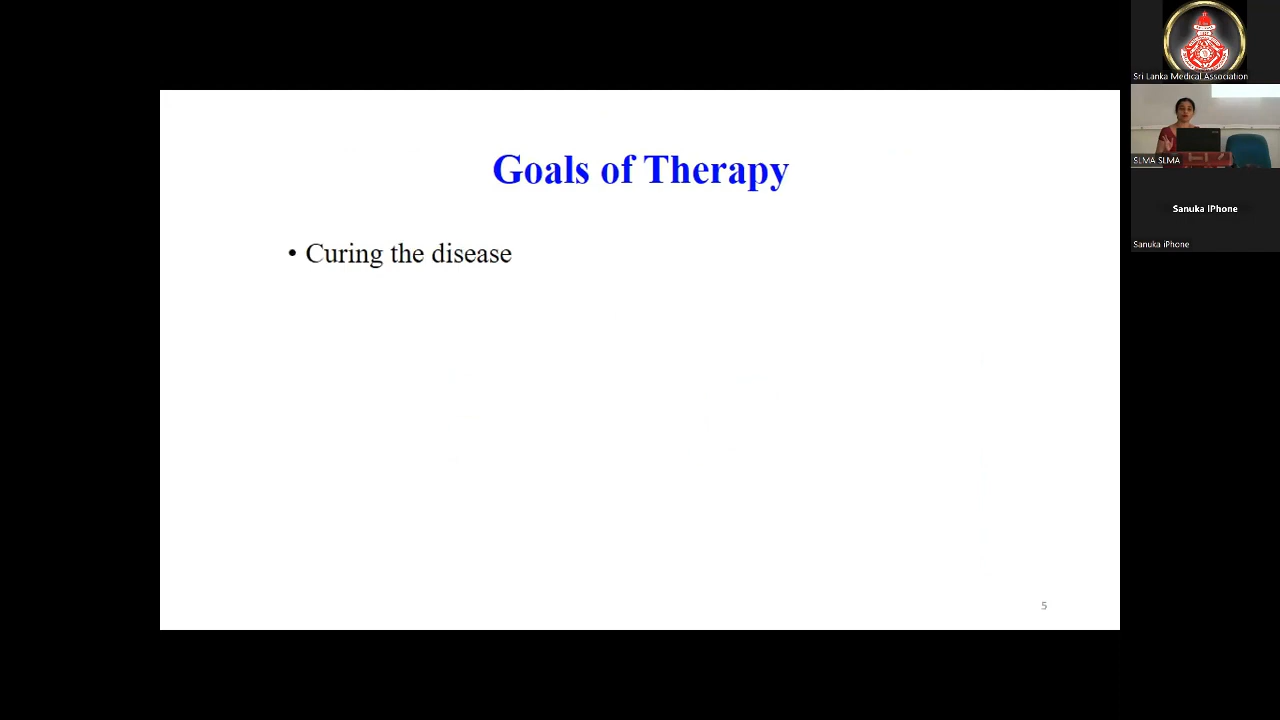 Goals of Therapy
• Curing the disease
5
Sri Lanka Medical Association
SLMA SLMA
Sanuka iPhone
Sanuka iPhone